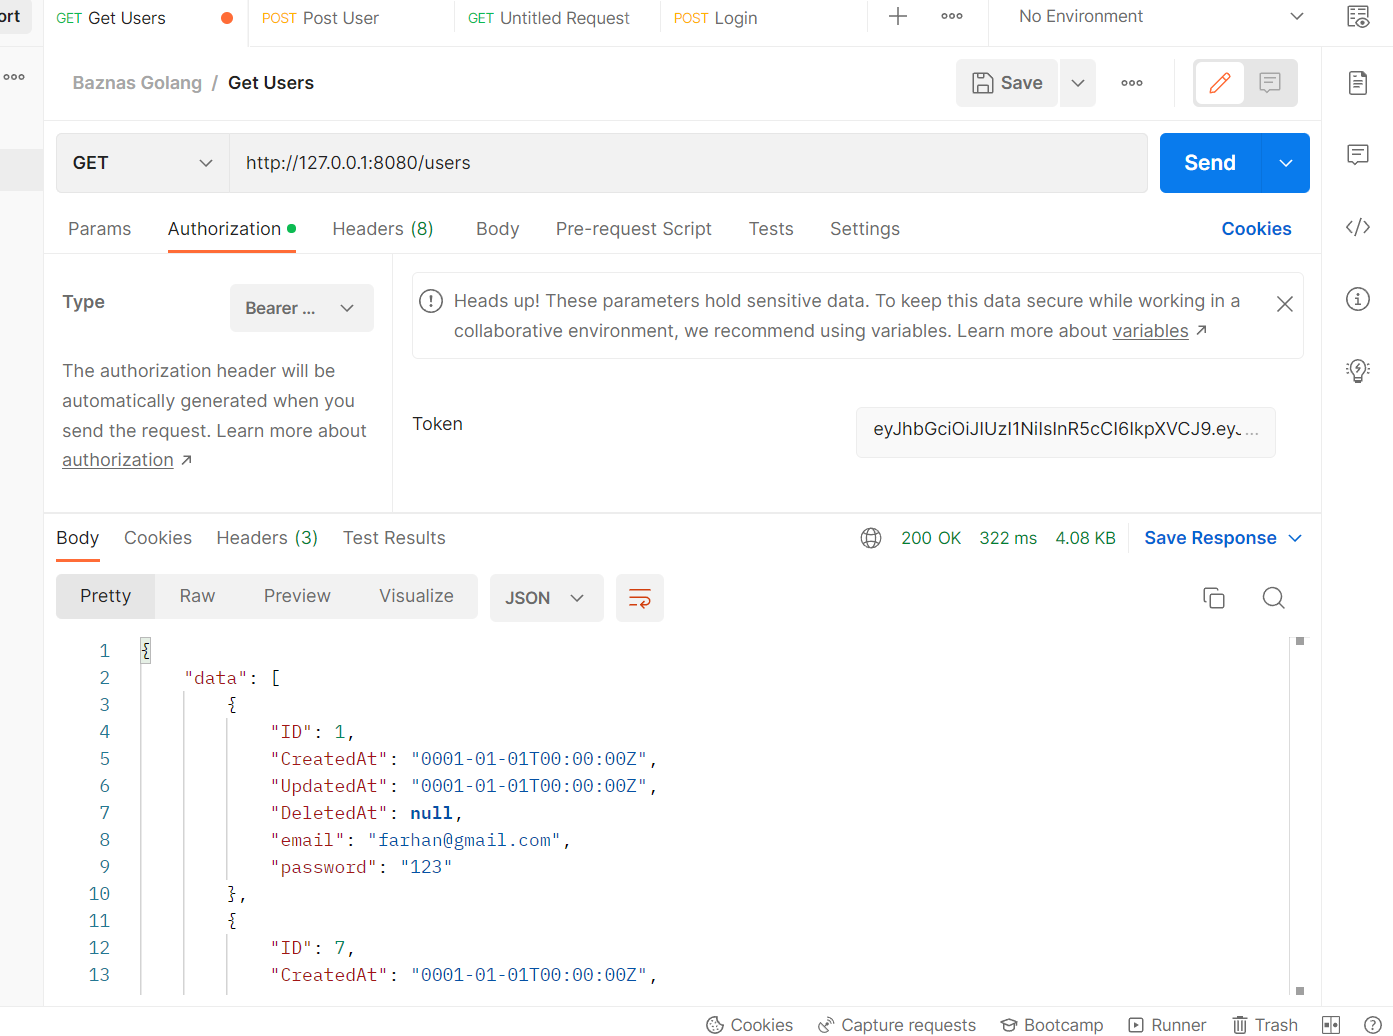 ort
GET Get Users
POST Post User
GET Untitled Request
POST Login
No Environment
Baznas Golang / Get Users
Save
GET
http://127.0.0.1:8080/users
Send
Params
Authorization
Headers (8)
Body
Pre-request Script
Tests
Settings
Cookies
Type
Bearer ...
Heads up! These parameters hold sensitive data. To keep this data secure while working in a
collaborative environment, we recommend using variables. Learn more about variables ↗
The authorization header will be
automatically generated when you
send the request. Learn more about
authorization ↗
Token
eyJhbGciOiJIUzI1NiIsInR5cCI6IkpXVCJ9.eyJ...
Body
Cookies
Headers (3)
Test Results
200 OK
322 ms
4.08 KB
Save Response
Pretty
Raw
Preview
Visualize
JSON
1 {
2 "data": [
3 {
4 "ID": 1,
5 "CreatedAt": "0001-01-01T00:00:00Z",
6 "UpdatedAt": "0001-01-01T00:00:00Z",
7 "DeletedAt": null,
8 "email": "farhan@gmail.com",
9 "password": "123"
10 },
11 {
12 "ID": 7,
13 "CreatedAt": "0001-01-01T00:00:00Z",
Cookies
Capture requests
Bootcamp
Runner
Trash